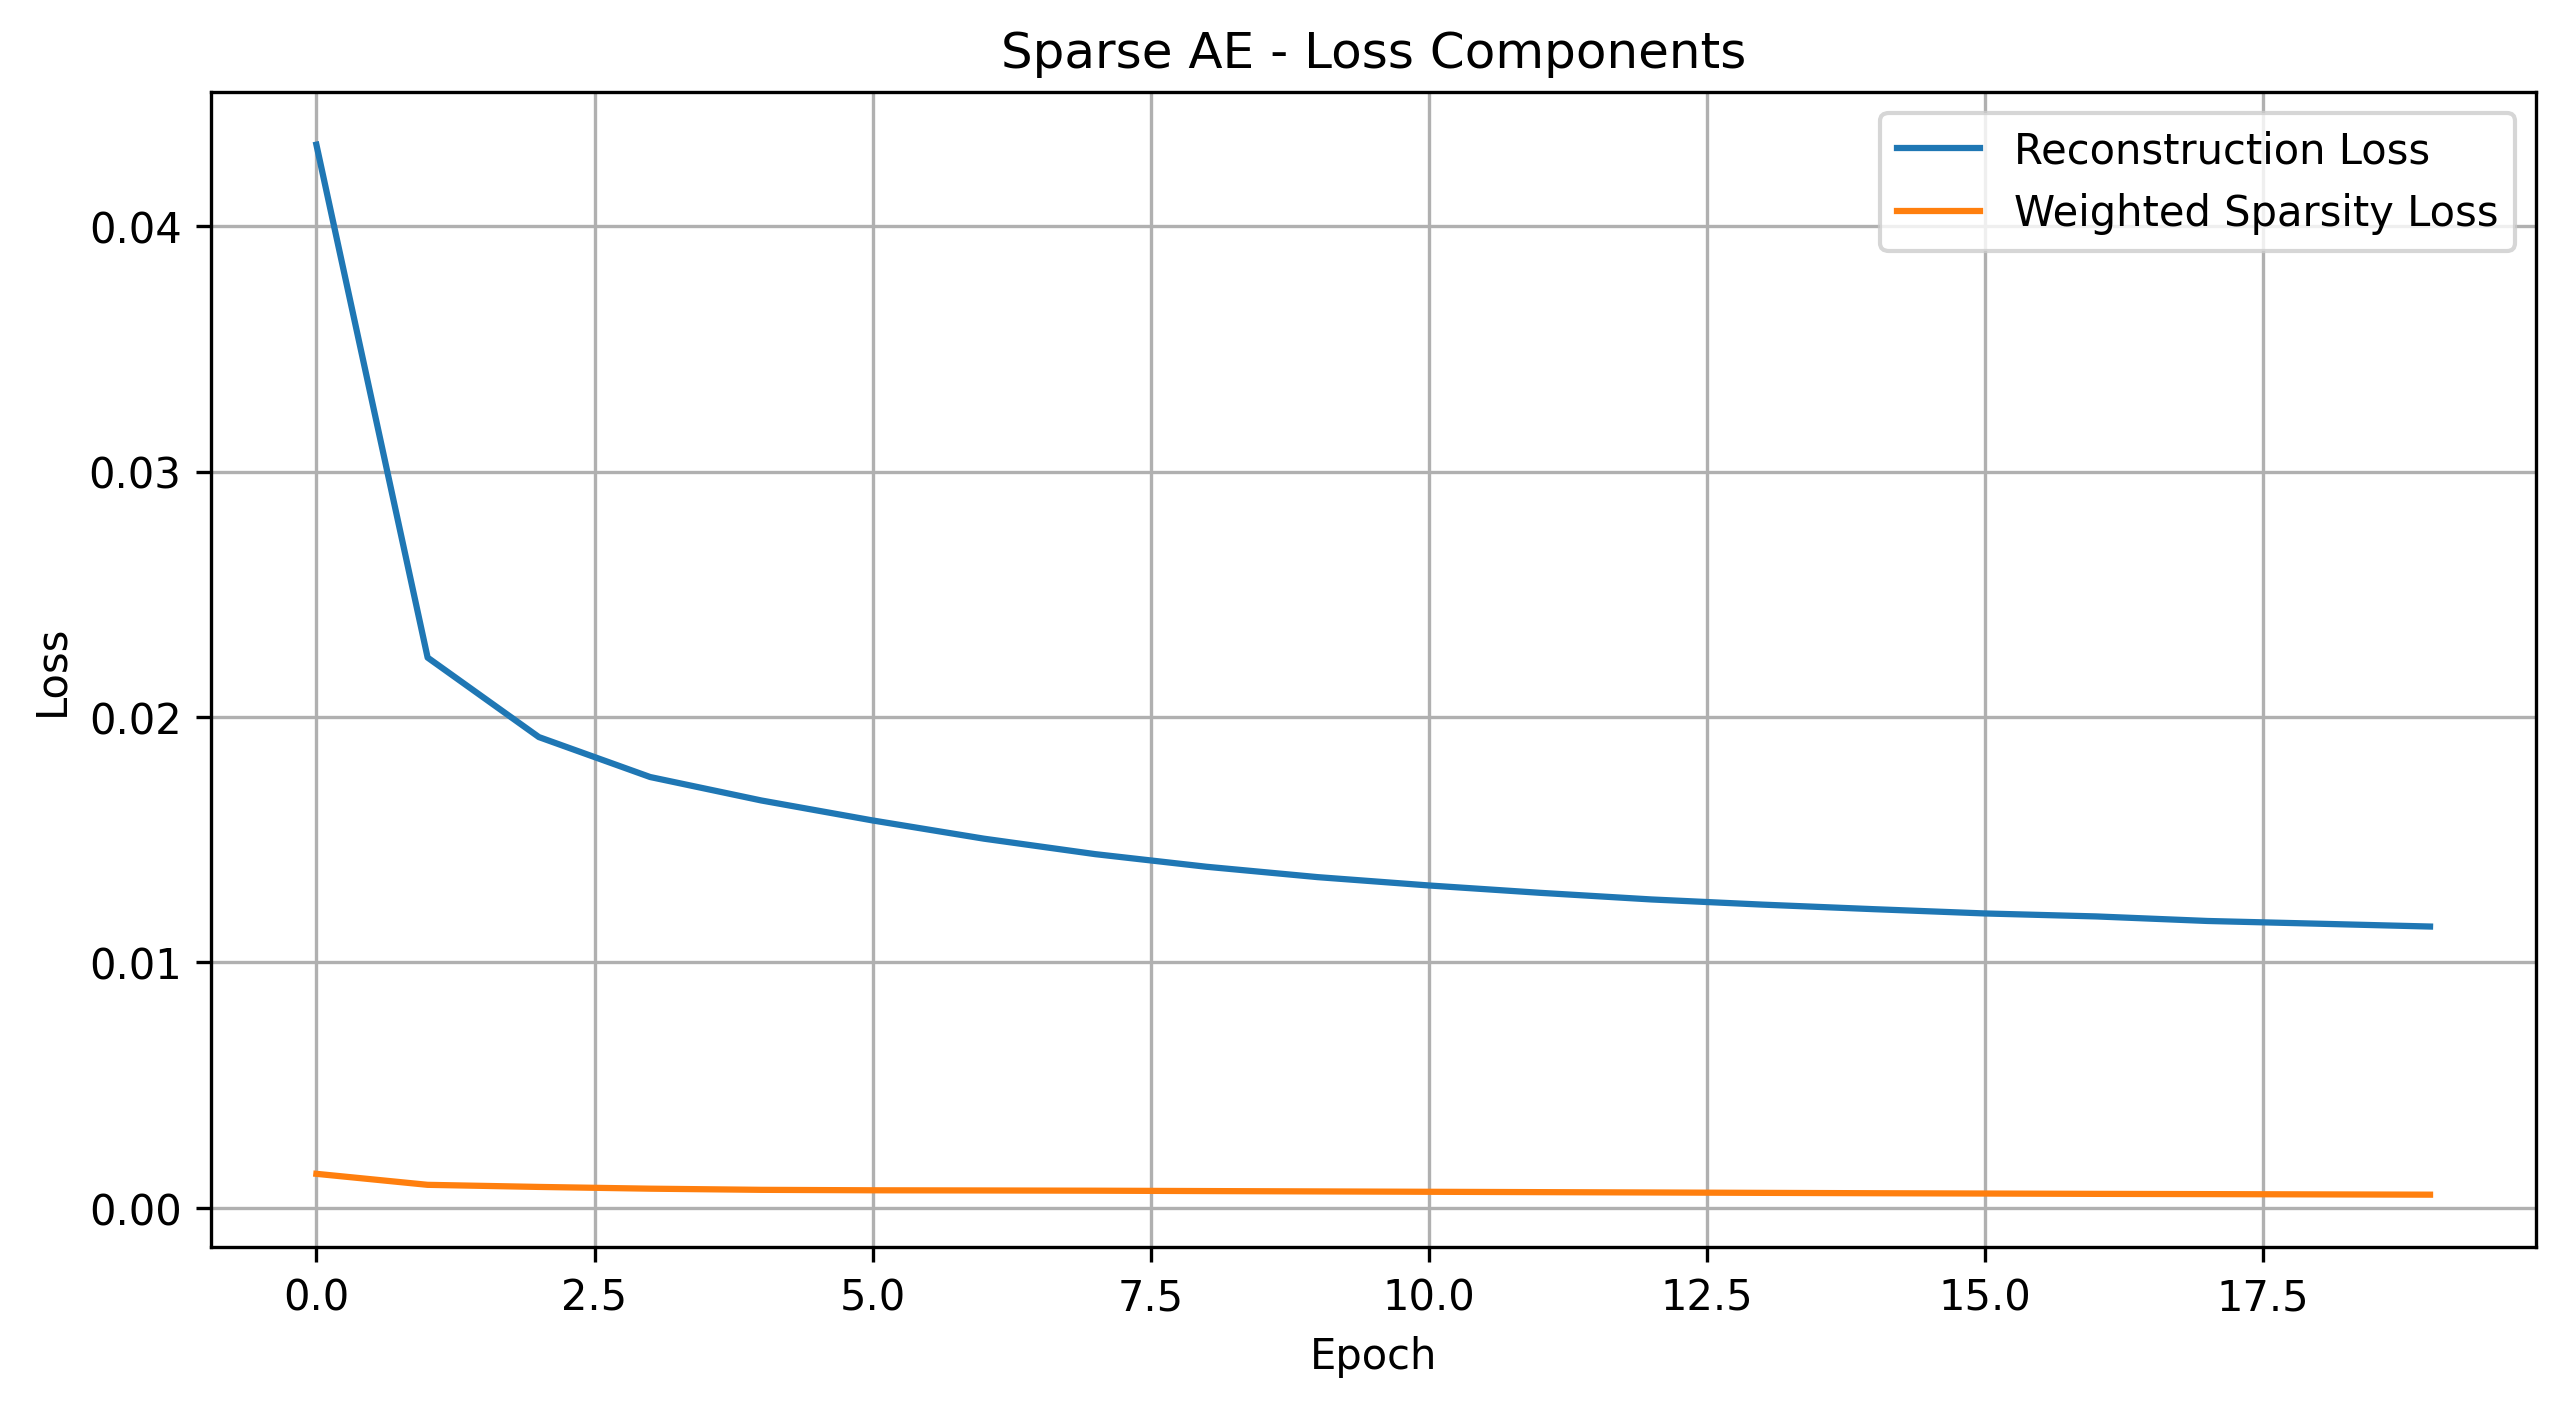 Sparse AE - Loss Components
Reconstruction Loss
Weighted Sparsity Loss
Loss
0.04
0.03
0.02
0.01
0.00
0.0 2.5 5.0 7.5 10.0 12.5 15.0 17.5
Epoch